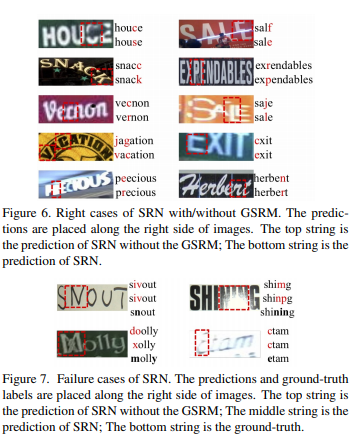 HOUSE houce SALE salf
house sale
SNACK snacc EXPENDABLES exrendables
snack expendables
Vernon vecnon SALE saje
vernon sale
VACATION jagation EXIT cxit
vacation exit
PRECIOUS peecious Herbert herbent
precious herbert
Figure 6. Right cases of SRN with/without GSRM. The predic-
tions are placed along the right side of images. The top string is
the prediction of SRN without the GSRM; The bottom string is the
prediction of SRN.
SNOUT sivout SHINING shimg
sivout shinpg
snout shining
Molly doolly etam ctam
xolly ctam
molly etam
Figure 7. Failure cases of SRN. The predictions and ground-truth
labels are placed along the right side of images. The top string is
the prediction of SRN without the GSRM; The middle string is the
prediction of SRN; The bottom string is the ground-truth.